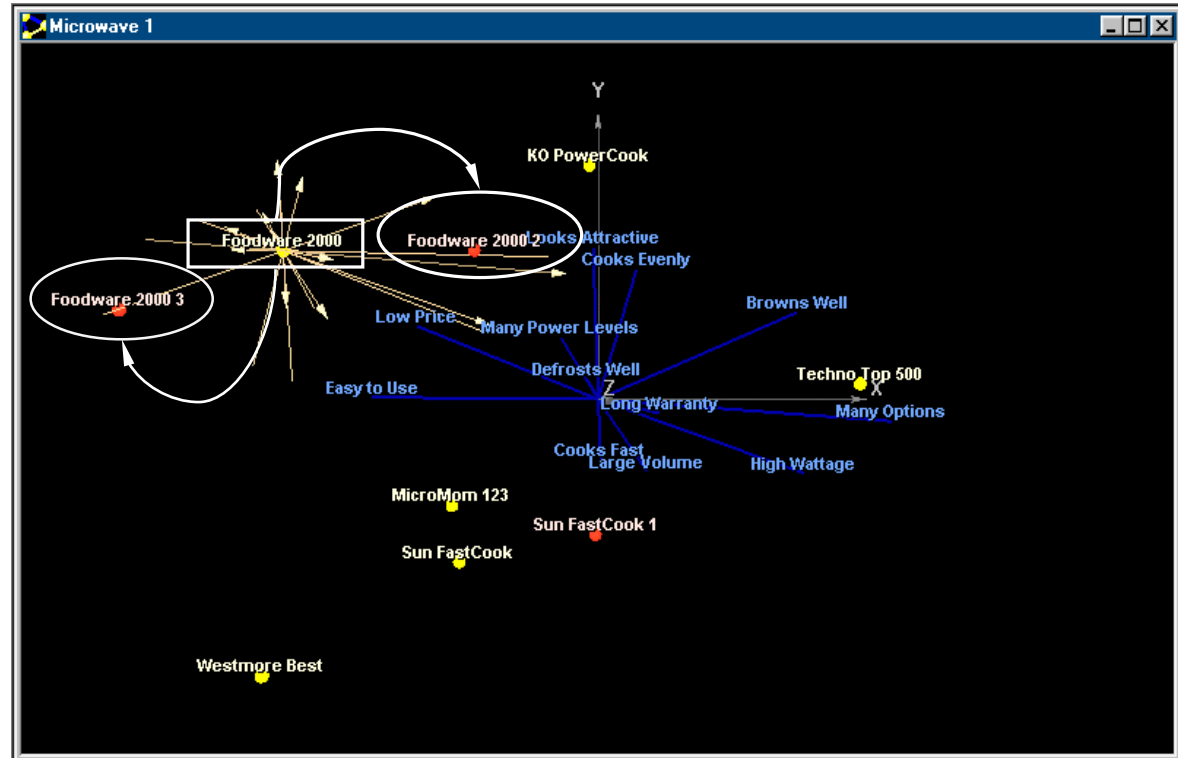 Microwave 1
Y
KO PowerCook
Foodware 2000
Foodware 2000 2
Looks Attractive
Cooks Evenly
Foodware 2000 3
Low Price
Many Power Levels
Browns Well
Defrosts Well
Techno Top 500
Easy to Use
Z
X
Long Warranty
Many Options
Cooks Fast
Large Volume
High Wattage
MicroMom 123
Sun FastCook 1
Sun FastCook
Westmore Best